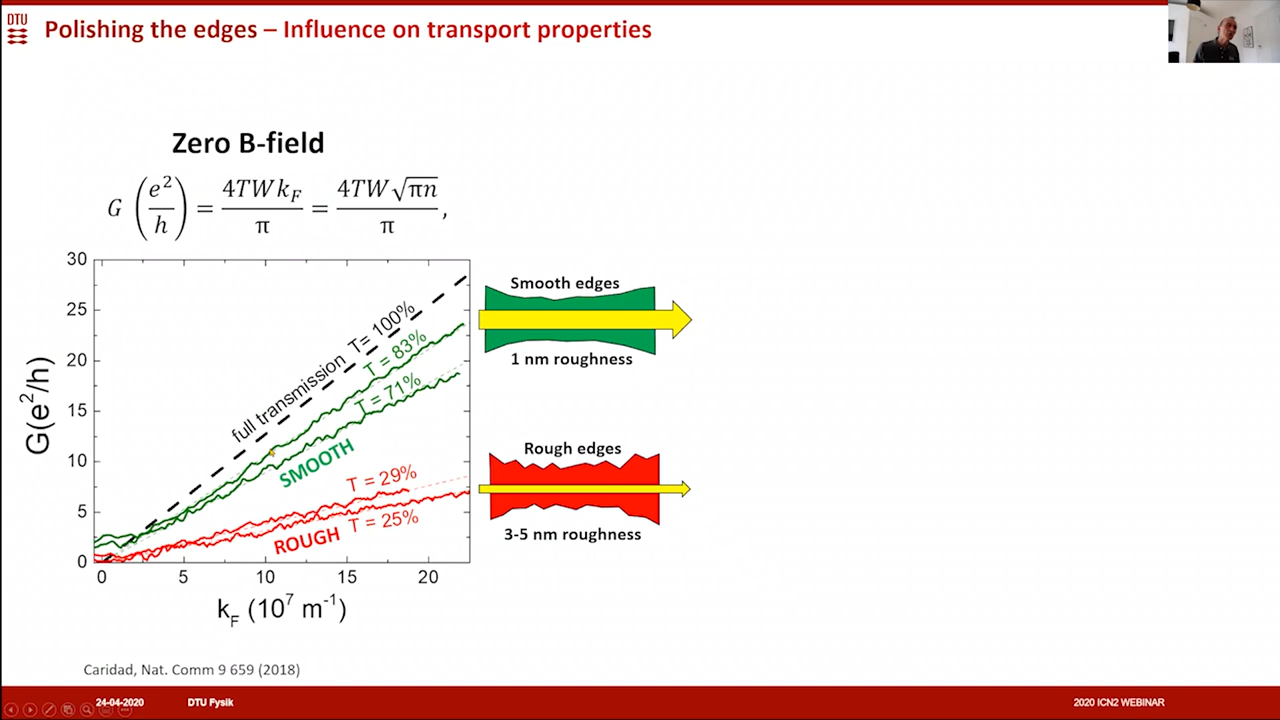 DTU
Polishing the edges – Influence on transport properties
Zero B-field
G (e²/h) = 4TWk_F/π = 4TW√πn/π,
30
25
20
15
10
5
0
G(e²/h)
full transmission T= 100%
T = 83%
T = 71%
SMOOTH
T = 29%
ROUGH
T = 25%
0 5 10 15 20
k_F (10⁷ m⁻¹)
Smooth edges
1 nm roughness
Rough edges
3-5 nm roughness
Caridad, Nat. Comm 9 659 (2018)
24-04-2020 DTU Fysik 2020 ICN2 WEBINAR